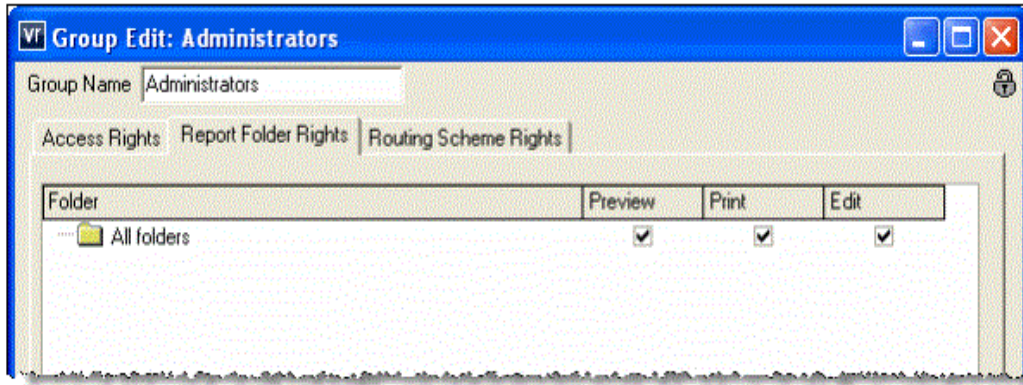 Vr Group Edit: Administrators
Group Name Administrators
Access Rights Report Folder Rights Routing Scheme Rights
Folder Preview Print Edit
All folders